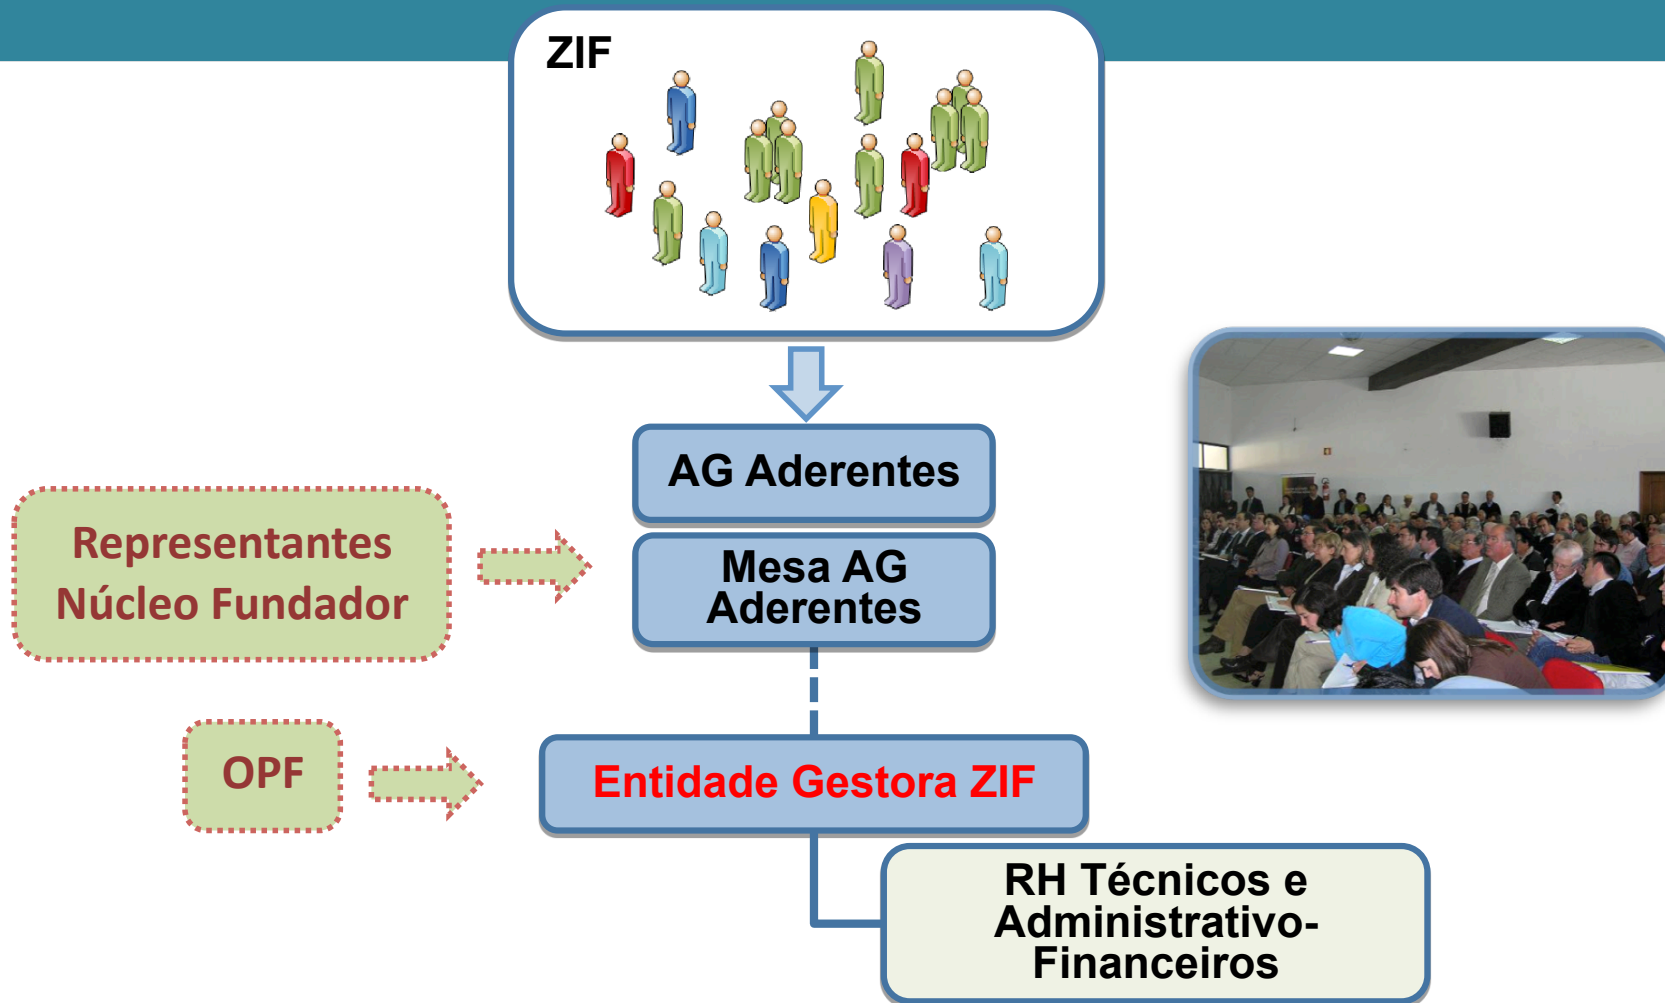 ZIF
AG Aderentes
Representantes
Núcleo Fundador
Mesa AG
Aderentes
OPF
Entidade Gestora ZIF
RH Técnicos e
Administrativo-
Financeiros